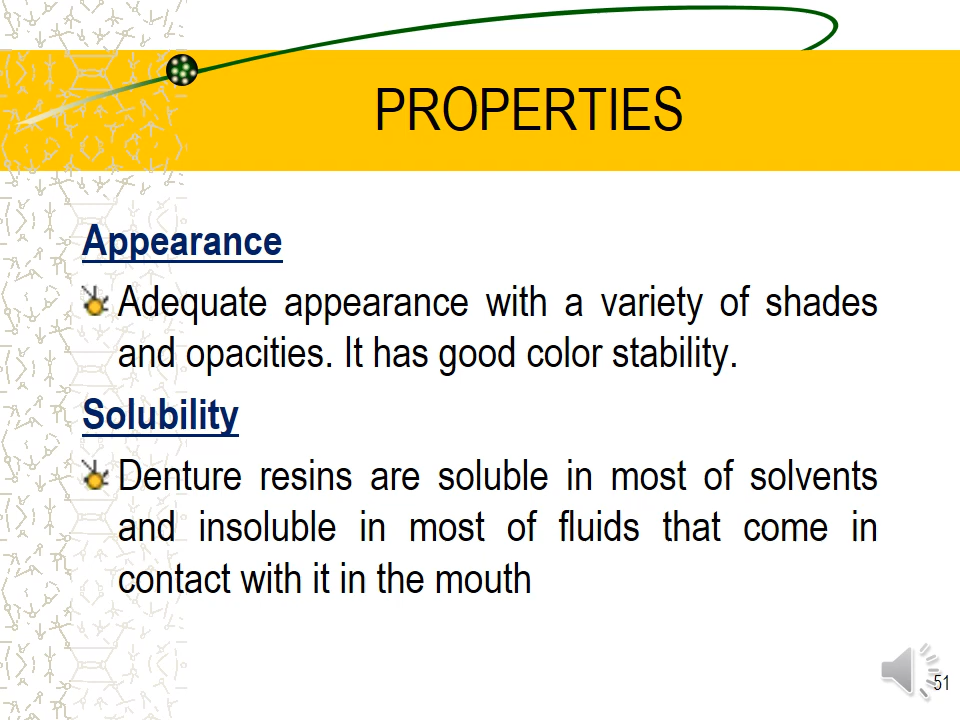 PROPERTIES
Appearance
Adequate appearance with a variety of shades
and opacities. It has good color stability.
Solubility
Denture resins are soluble in most of solvents
and insoluble in most of fluids that come in
contact with it in the mouth
51